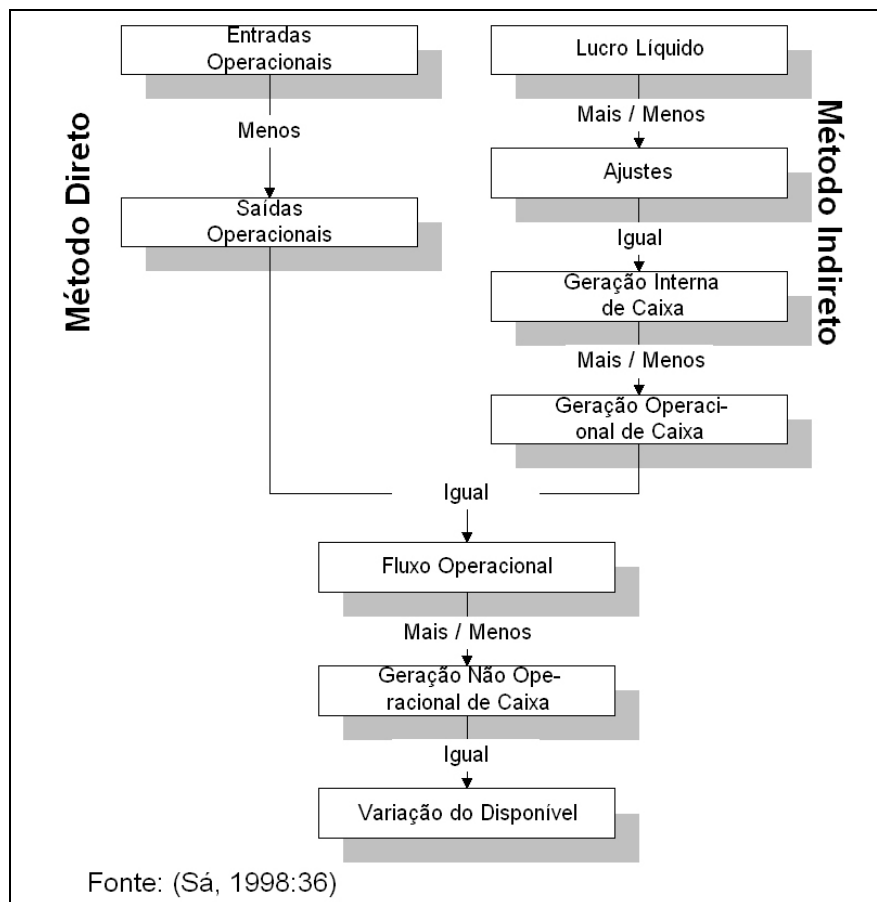 Método Direto
Entradas
Operacionais
Menos
Saídas
Operacionais
Método Indireto
Lucro Líquido
Mais / Menos
Ajustes
Igual
Geração Interna
de Caixa
Mais / Menos
Geração Operaci-
onal de Caixa
Igual
Fluxo Operacional
Mais / Menos
Geração Não Ope-
racional de Caixa
Igual
Variação do Disponível
Fonte: (Sá, 1998:36)